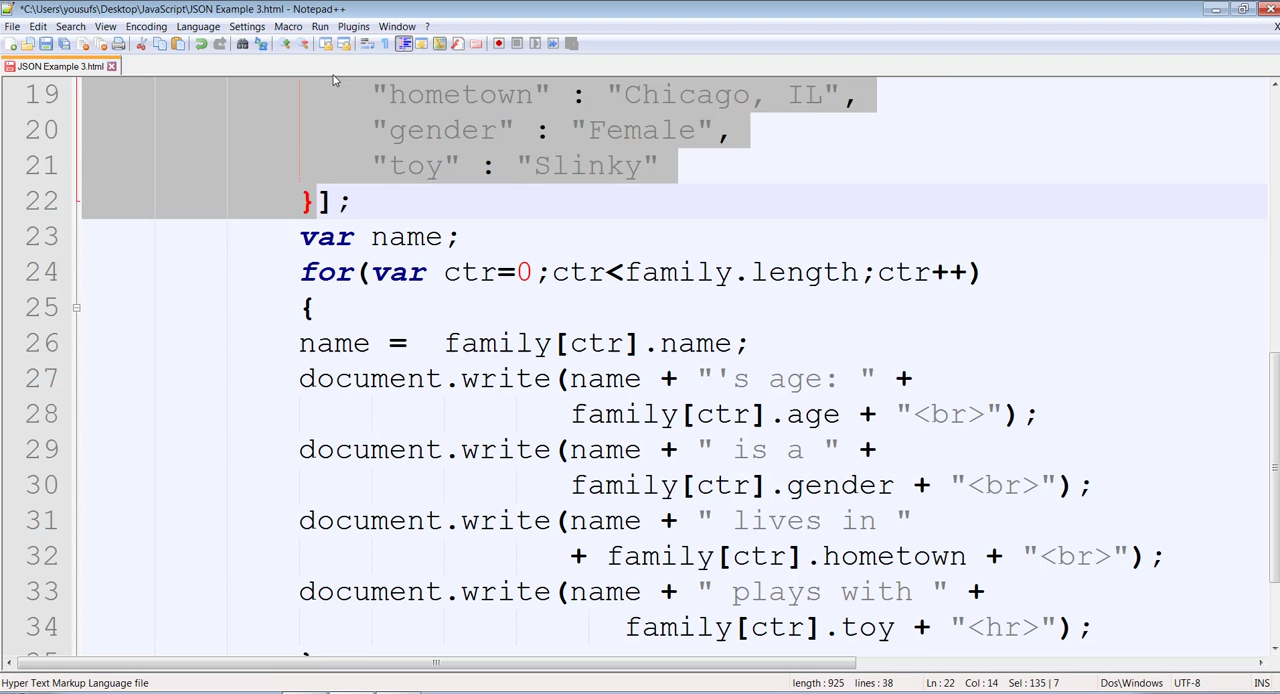 *C:\Users\yousufs\Desktop\JavaScript\JSON Example 3.html - Notepad++
File Edit Search View Encoding Language Settings Macro Run Plugins Window ? X
JSON Example 3.html
19 "hometown" : "Chicago, IL",
20 "gender" : "Female",
21 "toy" : "Slinky"
22 }];
23 var name;
24 for(var ctr=0;ctr<family.length;ctr++)
25 {
26 name =  family[ctr].name;
27 document.write(name + "'s age: " +
28 family[ctr].age + "<br>");
29 document.write(name + " is a " +
30 family[ctr].gender + "<br>");
31 document.write(name + " lives in "
32 + family[ctr].hometown + "<br>");
33 document.write(name + " plays with " +
34 family[ctr].toy + "<hr>");
Hyper Text Markup Language file length : 925 lines : 38 Ln : 22 Col : 14 Sel : 135 | 7 Dos\Windows UTF-8 INS